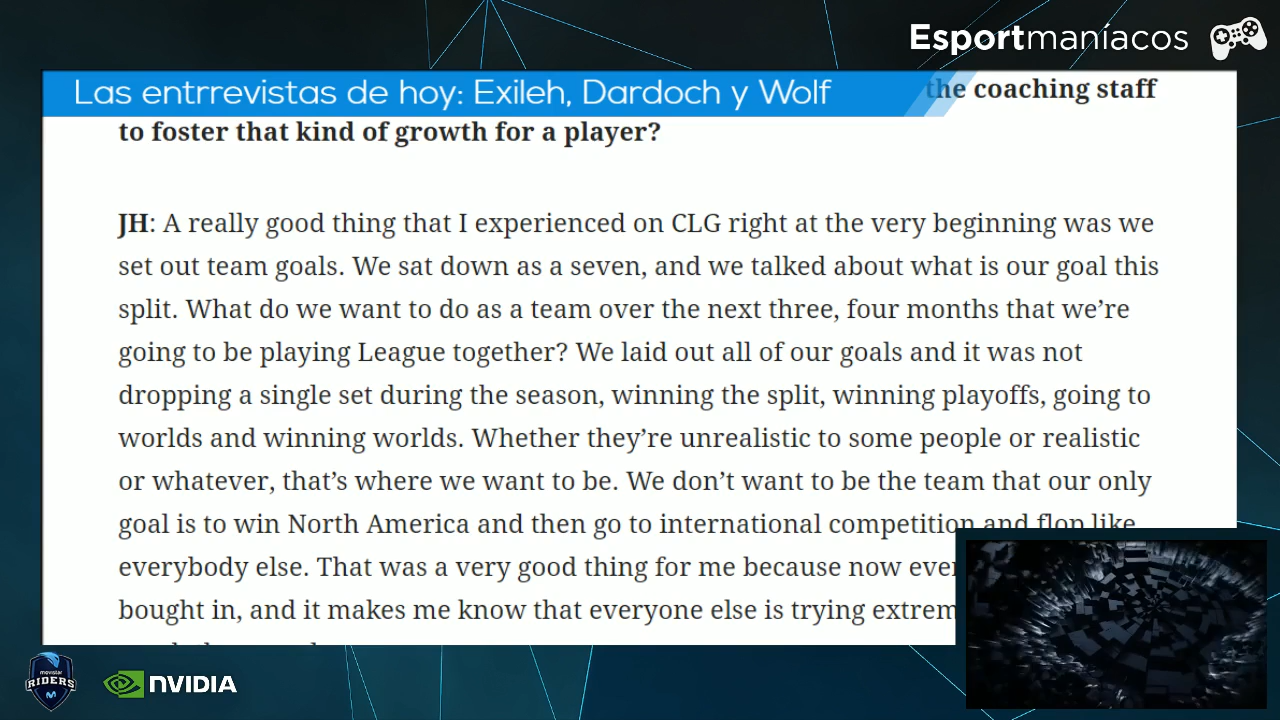 Esportmaníacos
Las entrrevistas de hoy: Exileh, Dardoch y Wolf
the coaching staff
to foster that kind of growth for a player?
JH: A really good thing that I experienced on CLG right at the very beginning was we
set out team goals. We sat down as a seven, and we talked about what is our goal this
split. What do we want to do as a team over the next three, four months that we’re
going to be playing League together? We laid out all of our goals and it was not
dropping a single set during the season, winning the split, winning playoffs, going to
worlds and winning worlds. Whether they’re unrealistic to some people or realistic
or whatever, that’s where we want to be. We don’t want to be the team that our only
goal is to win North America and then go to international competition and flop like
everybody else. That was a very good thing for me because now
bought in, and it makes me know that everyone else is trying
movistar
RIDERS
NVIDIA